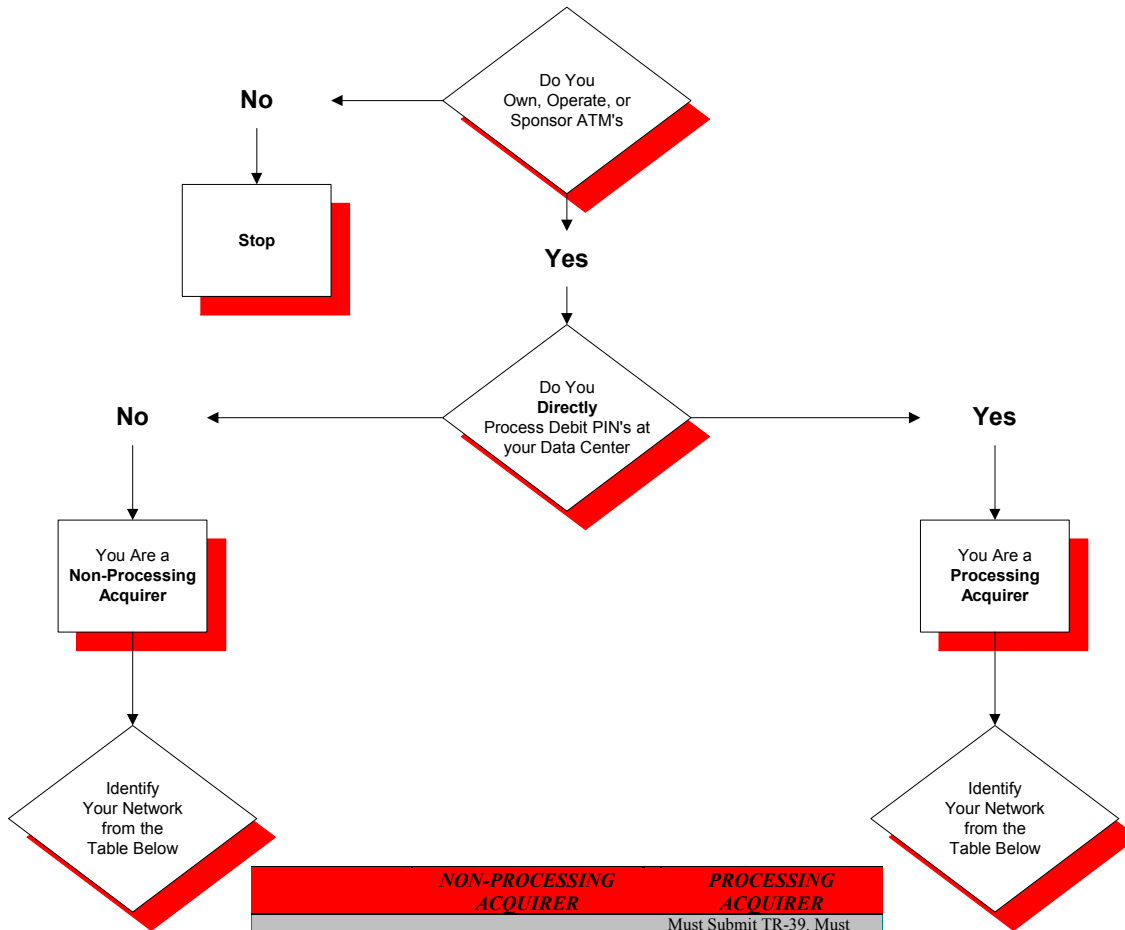 Do You
Own, Operate, or
Sponsor ATM's
No
Stop
Yes
Do You
Directly
Process Debit PIN's at
your Data Center
No
Yes
You Are a
Non-Processing
Acquirer
You Are a
Processing
Acquirer
Identify
Your Network
from the
Table Below
Identify
Your Network
from the
Table Below
NON-PROCESSING
ACQUIRER
PROCESSING
ACQUIRER
Must Submit TR-39, Must